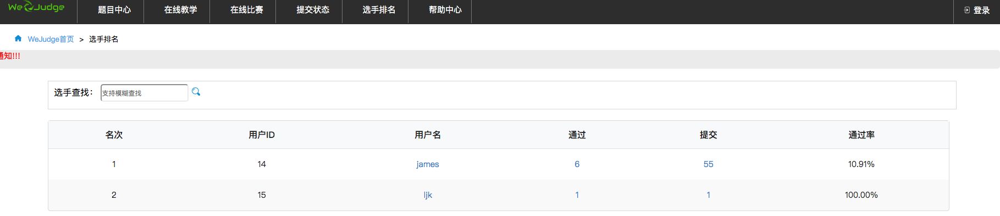 WeJudge 题目中心 在线教学 在线比赛 提交状态 选手排名 帮助中心 登录
WeJudge首页 > 选手排名
通知!!!
选手查找： 支持模糊查找
名次 用户ID 用户名 通过 提交 通过率
1 14 james 6 55 10.91%
2 15 ljk 1 1 100.00%